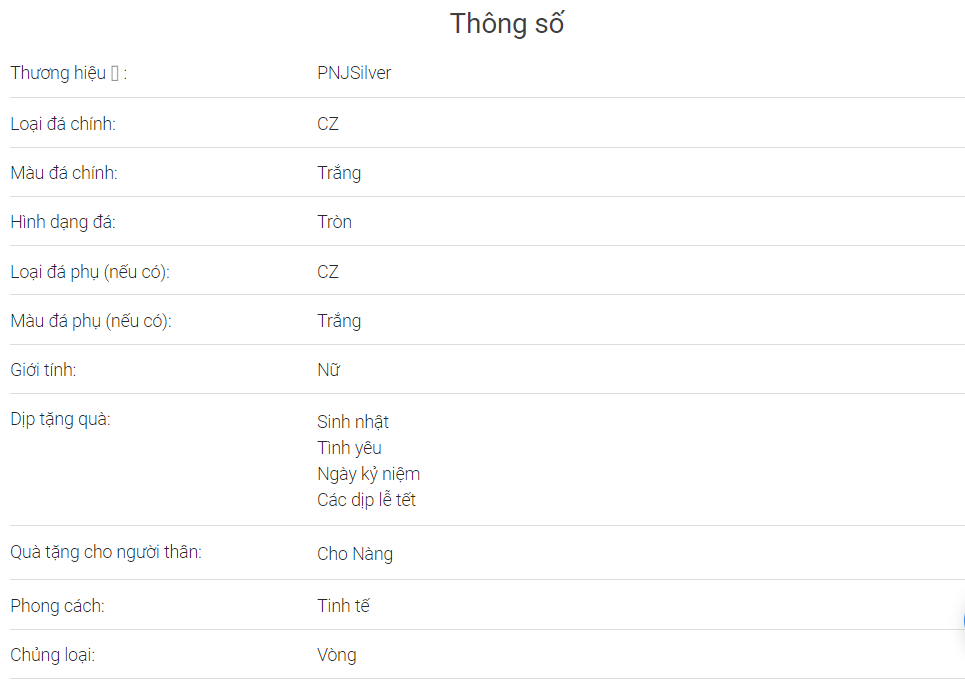 Thông số
Thương hiệu ▯ : PNJSilver
Loại đá chính: CZ
Màu đá chính: Trắng
Hình dạng đá: Tròn
Loại đá phụ (nếu có): CZ
Màu đá phụ (nếu có): Trắng
Giới tính: Nữ
Dịp tặng quà: Sinh nhật
Tình yêu
Ngày kỷ niệm
Các dịp lễ tết
Quà tặng cho người thân: Cho Nàng
Phong cách: Tinh tế
Chủng loại: Vòng